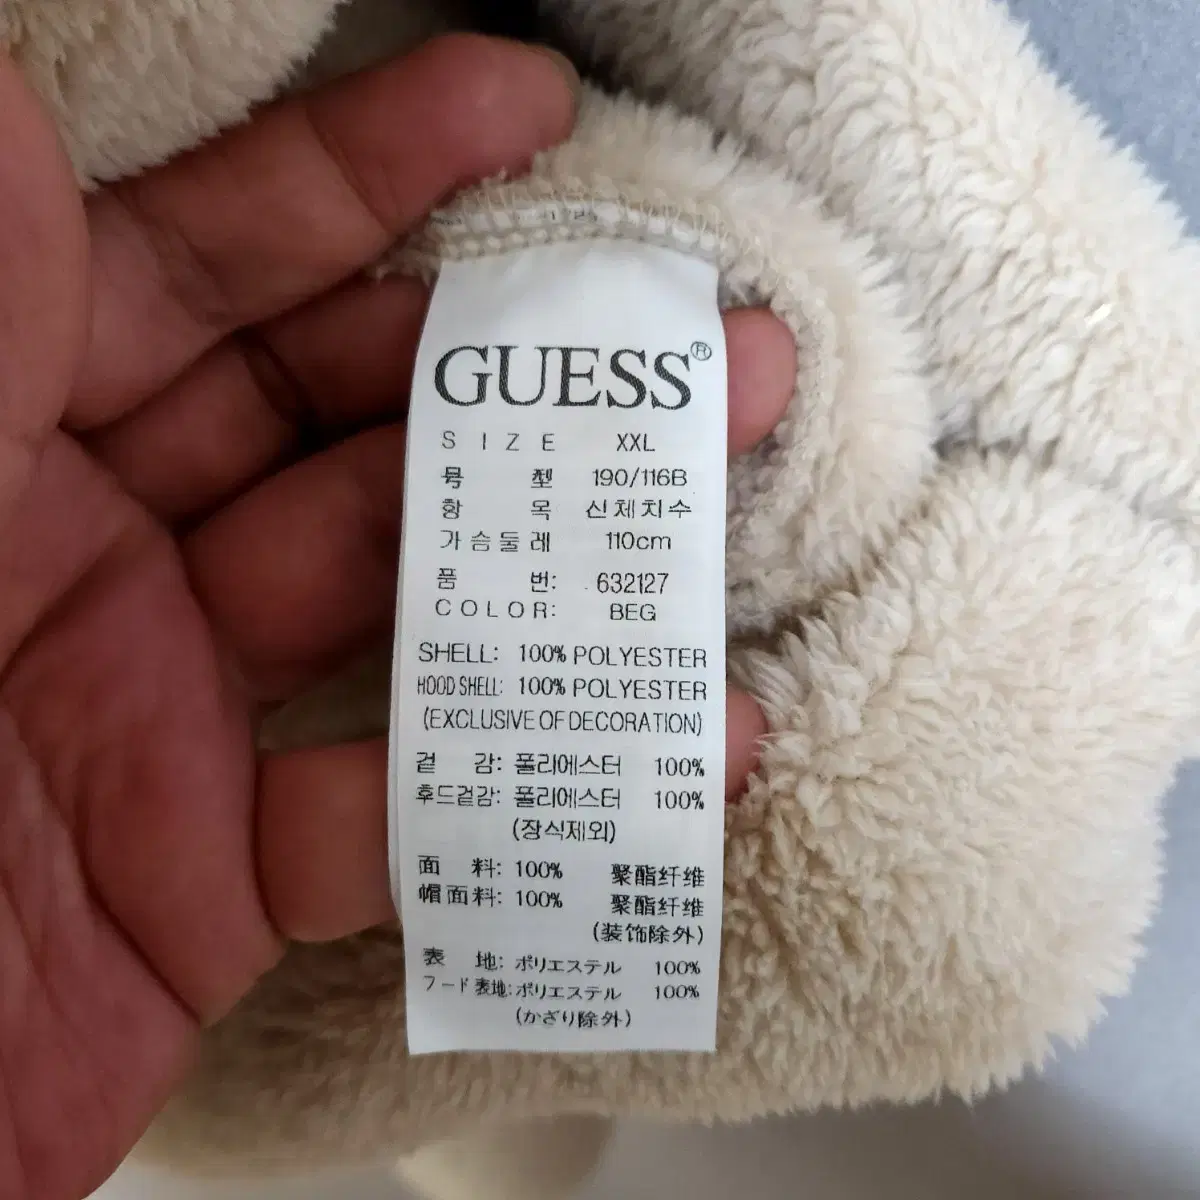 GUESS®
SIZE XXL
号型 190/116B
항목 신체치수
가슴둘레 110cm
품번: 632127
COLOR: BEG
SHELL: 100% POLYESTER
HOOD SHELL: 100% POLYESTER
(EXCLUSIVE OF DECORATION)
겉감: 폴리에스터 100%
후드겉감: 폴리에스터 100%
(장식제외)
面料: 100% 聚酯纤维
帽面料: 100% 聚酯纤维
(装饰除外)
表地: ポリエステル 100%
フード表地: ポリエステル 100%
(かざり除外)